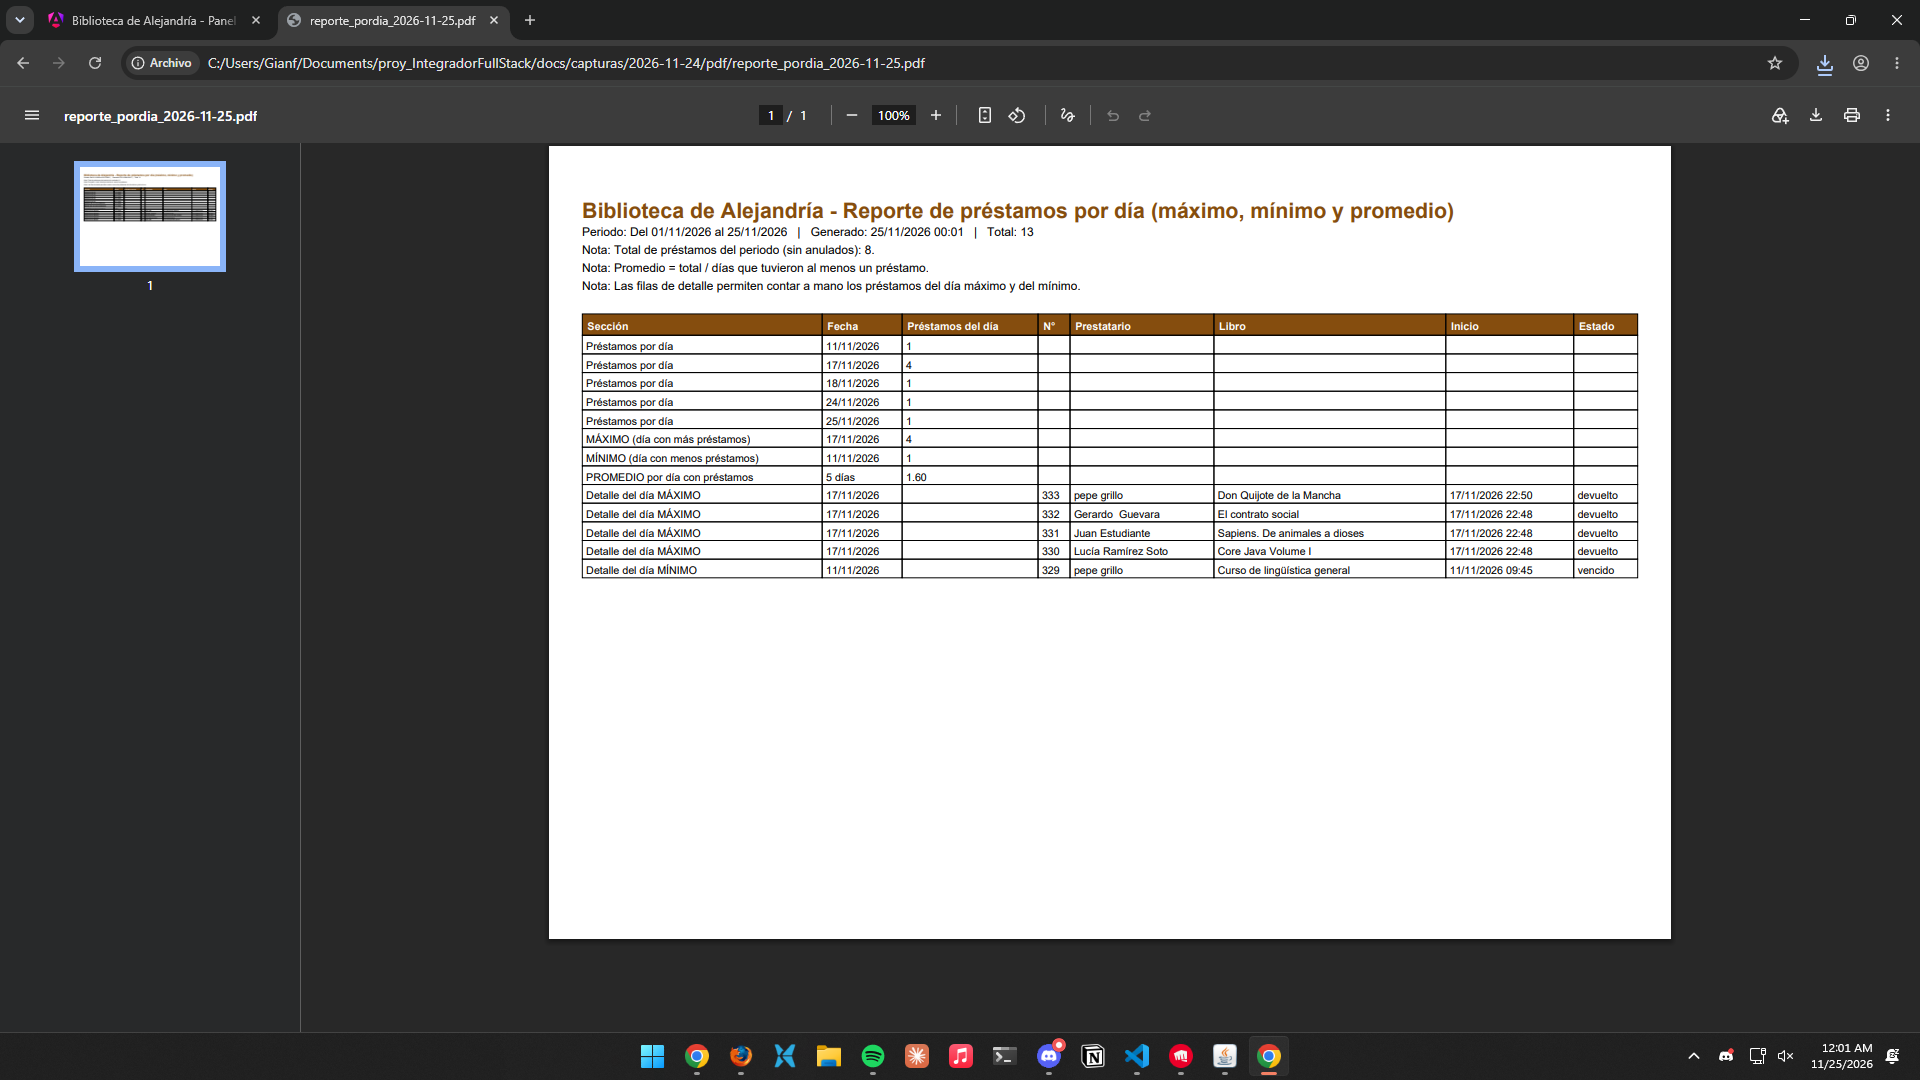 Biblioteca de Alejandría - Panel
reporte_pordia_2026-11-25.pdf
Archivo
C:/Users/Gianf/Documents/proy_IntegradorFullStack/docs/capturas/2026-11-24/pdf/reporte_pordia_2026-11-25.pdf
reporte_pordia_2026-11-25.pdf
1 / 1
100%
1
Biblioteca de Alejandría - Reporte de préstamos por día (máximo, mínimo y promedio)
Periodo: Del 01/11/2026 al 25/11/2026 | Generado: 25/11/2026 00:01 | Total: 13
Nota: Total de préstamos del periodo (sin anulados): 8.
Nota: Promedio = total / días que tuvieron al menos un préstamo.
Nota: Las filas de detalle permiten contar a mano los préstamos del día máximo y del mínimo.
Sección Fecha Préstamos del día N° Prestatario Libro Inicio Estado
Préstamos por día 11/11/2026 1
Préstamos por día 17/11/2026 4
Préstamos por día 18/11/2026 1
Préstamos por día 24/11/2026 1
Préstamos por día 25/11/2026 1
MÁXIMO (día con más préstamos) 17/11/2026 4
MÍNIMO (día con menos préstamos) 11/11/2026 1
PROMEDIO por día con préstamos 5 días 1.60
Detalle del día MÁXIMO 17/11/2026 333 pepe grillo Don Quijote de la Mancha 17/11/2026 22:50 devuelto
Detalle del día MÁXIMO 17/11/2026 332 Gerardo  Guevara El contrato social 17/11/2026 22:48 devuelto
Detalle del día MÁXIMO 17/11/2026 331 Juan Estudiante Sapiens. De animales a dioses 17/11/2026 22:48 devuelto
Detalle del día MÁXIMO 17/11/2026 330 Lucía Ramírez Soto Core Java Volume I 17/11/2026 22:48 devuelto
Detalle del día MÍNIMO 11/11/2026 329 pepe grillo Curso de lingüística general 11/11/2026 09:45 vencido
12:01 AM
11/25/2026